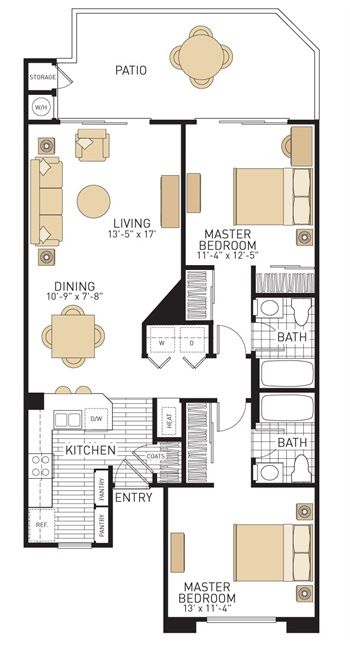 PATIO
STORAGE
W/H
LIVING
13'-5" x 17'
MASTER
BEDROOM
11'-4" x 12'-5"
DINING
10'-9" x 7'-8"
W
D
BATH
D/W
HEAT
KITCHEN
COATS
BATH
PANTRY
ENTRY
REF.
PANTRY
MASTER
BEDROOM
13' x 11'-4"